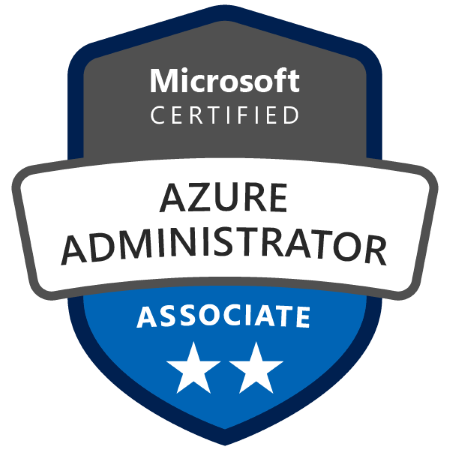 Microsoft
CERTIFIED
AZURE
ADMINISTRATOR
ASSOCIATE